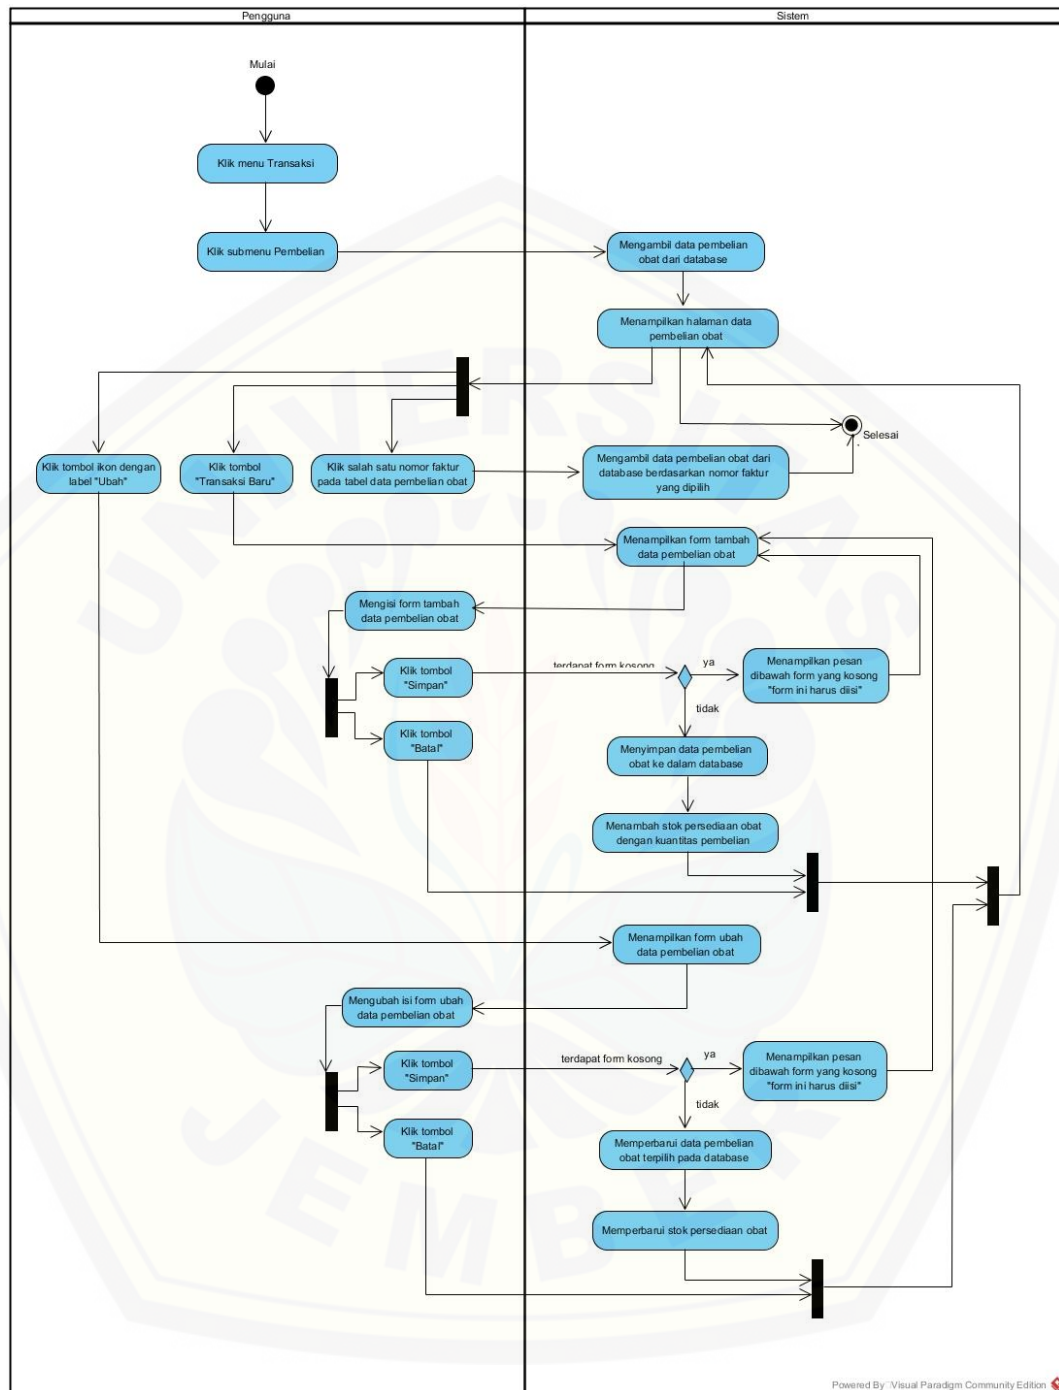 Pengguna
Sistem
Mulai
Klik menu Transaksi
Klik submenu Pembelian
Mengambil data pembelian
obat dari database
Menampilkan halaman data
pembelian obat
Selesai
Klik tombol ikon dengan
label "Ubah"
Klik tombol
"Transaksi Baru"
Klik salah satu nomor faktur
pada tabel data pembelian obat
Mengambil data pembelian obat dari
database berdasarkan nomor faktur
yang dipilih
Menampilkan form tambah
data pembelian obat
Mengisi form tambah
data pembelian obat
Klik tombol
"Simpan"
terdapat form kosong
ya
Menampilkan pesan
dibawah form yang kosong
"form ini harus diisi"
tidak
Klik tombol
"Batal"
Menyimpan data pembelian
obat ke dalam database
Menambah stok persediaan obat
dengan kuantitas pembelian
Menampilkan form ubah
data pembelian obat
Mengubah isi form ubah
data pembelian obat
Klik tombol
"Simpan"
terdapat form kosong
ya
Menampilkan pesan
dibawah form yang kosong
"form ini harus diisi"
tidak
Klik tombol
"Batal"
Memperbarui data pembelian
obat terpilih pada database
Memperbarui stok persediaan obat
UNIVERSITAS
JEMBER
Powered By Visual Paradigm Community Edition